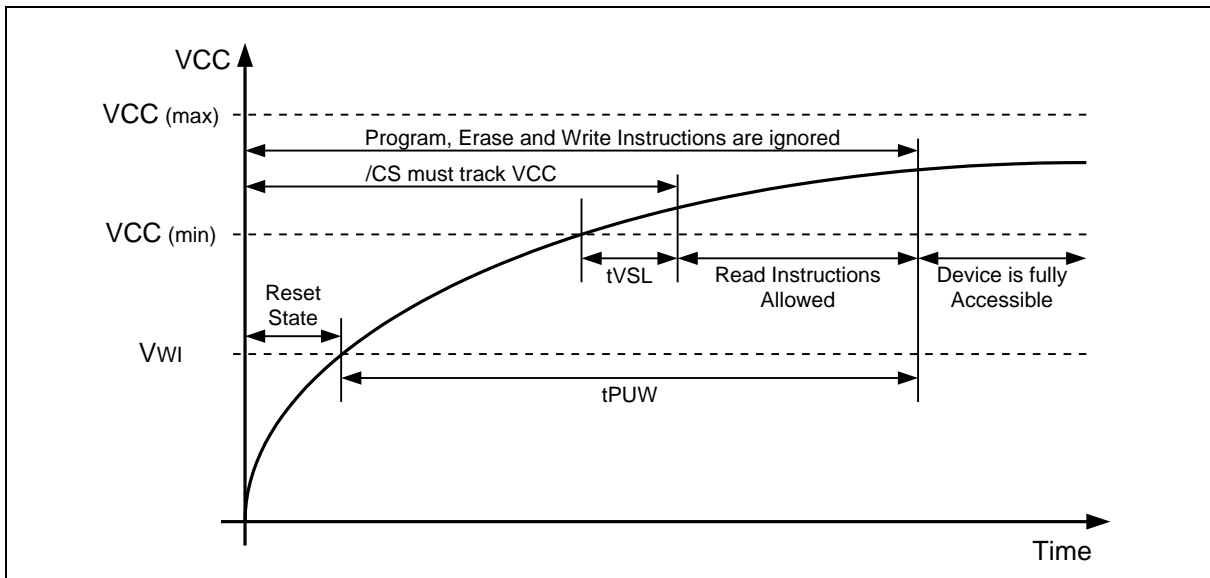 VCC
VCC (max)
Program, Erase and Write Instructions are ignored
/CS must track VCC
VCC (min)
tVSL
Read Instructions
Allowed
Device is fully
Accessible
Reset
State
VWI
tPUW
Time